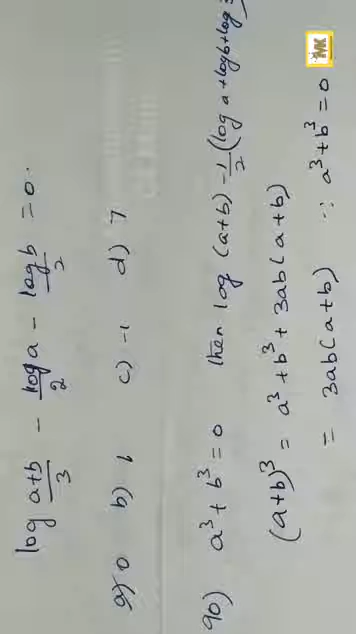 log (a+b)/3 - (log a)/2 - (log b)/2 = 0.
a) 0 b) 1 c) -1 d) 7
90) a³ + b³ = 0 then log (a+b) - 1/2 (log a + log b + log 3
(a+b)³ = a³ + b³ + 3ab(a+b)
= 3ab(a+b) ∵ a³ + b³ = 0